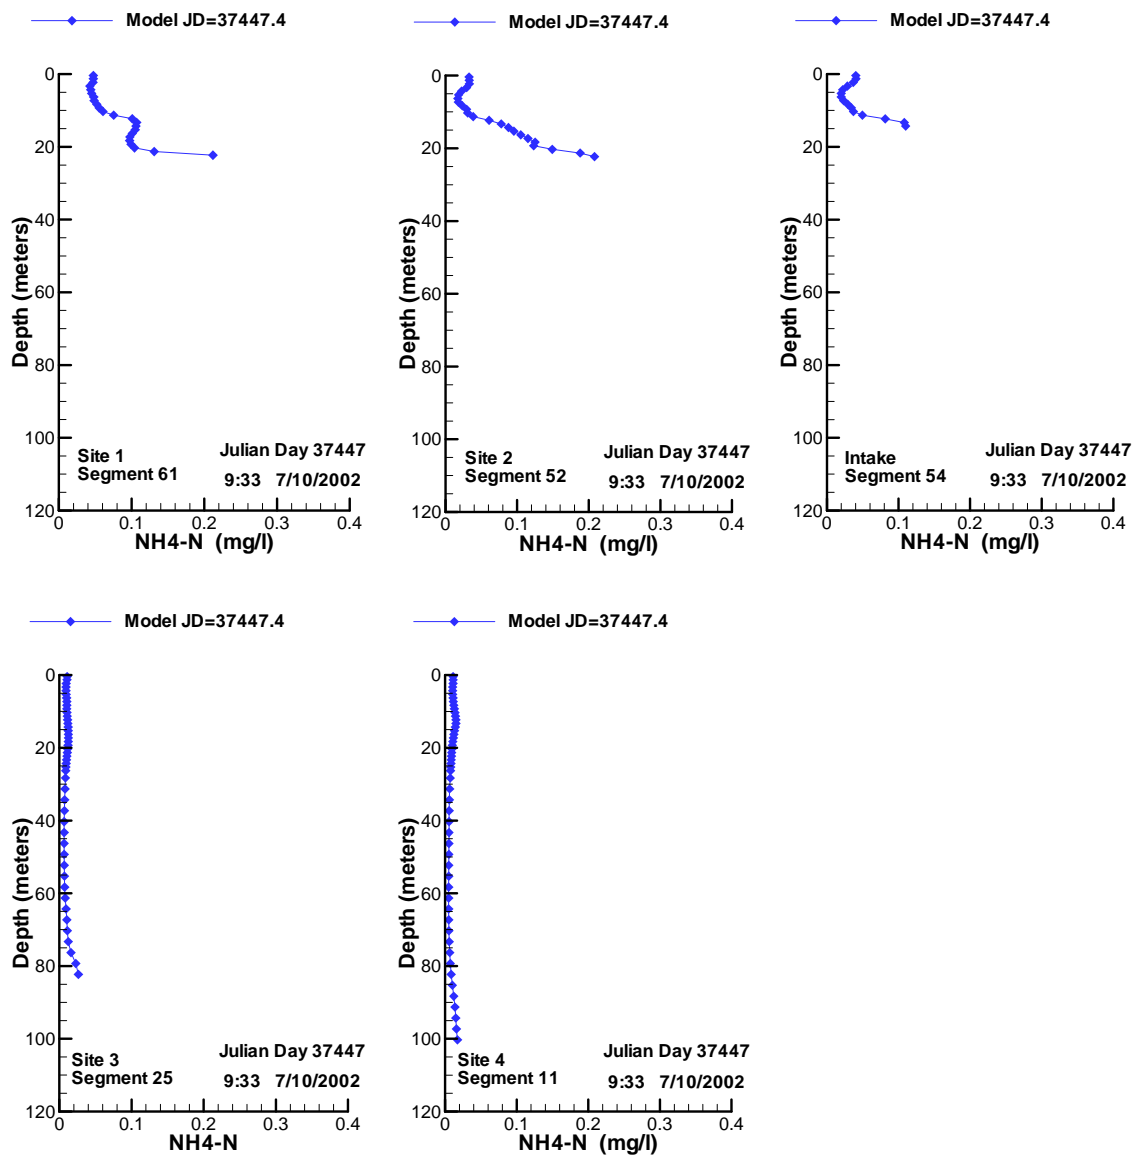 Model JD=37447.4
0
20
40
60
80
100
120
Depth (meters)
Site 1
Segment 61
Julian Day 37447
9:33 7/10/2002
0 0.1 0.2 0.3 0.4
NH4-N (mg/l)
Model JD=37447.4
0
20
40
60
80
100
120
Depth (meters)
Site 2
Segment 52
Julian Day 37447
9:33 7/10/2002
0 0.1 0.2 0.3 0.4
NH4-N (mg/l)
Model JD=37447.4
0
20
40
60
80
100
120
Depth (meters)
Intake
Segment 54
Julian Day 37447
9:33 7/10/2002
0 0.1 0.2 0.3 0.4
NH4-N (mg/l)
Model JD=37447.4
0
20
40
60
80
100
120
Depth (meters)
Site 3
Segment 25
Julian Day 37447
9:33 7/10/2002
0 0.1 0.2 0.3 0.4
NH4-N
Model JD=37447.4
0
20
40
60
80
100
120
Depth (meters)
Site 4
Segment 11
Julian Day 37447
9:33 7/10/2002
0 0.1 0.2 0.3 0.4
NH4-N (mg/l)